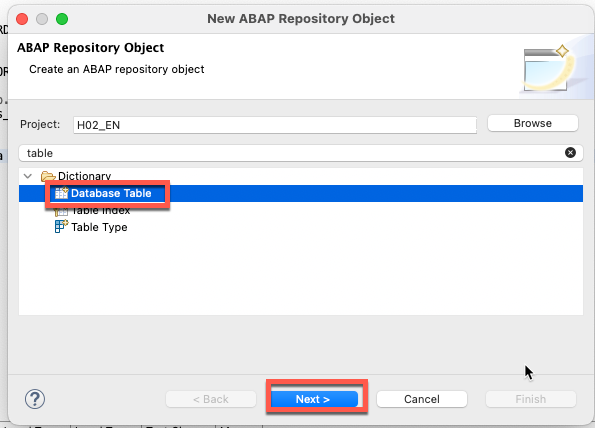 New ABAP Repository Object
ABAP Repository Object
Create an ABAP repository object
Project: H02_EN Browse
table
Dictionary
Database Table
Table Index
Table Type
? < Back Next > Cancel Finish